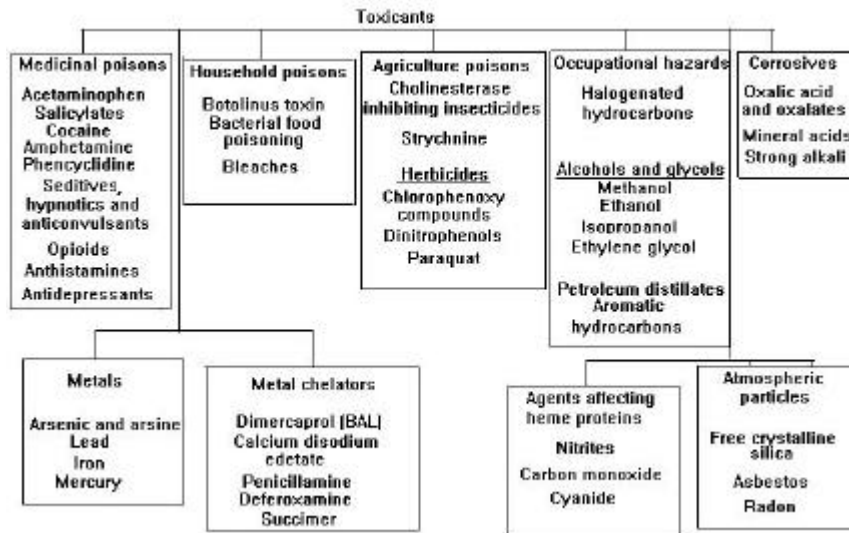 Toxicants
Medicinal poisons
Acetaminophen
Salicylates
Cocaine
Amphetamine
Phencyclidine
Seditives,
hypnotics and
anticonvulsants
Opioids
Anthistamines
Antidepressants
Household poisons
Botolinus toxin
Bacterial food
poisoning
Bleaches
Agriculture poisons
Cholinesterase
inhibiting insecticides
Strychnine
Herbicides
Chlorophenoxy
compounds
Dinitrophenols
Paraquat
Occupational hazards
Halogenated
hydrocarbons
Alcohols and glycols
Methanol
Ethanol
Isopropanol
Ethylene glycol
Petroleum distillates
Aromatic
hydrocarbons
Corrosives
Oxalic acid
and oxalates
Mineral acids
Strong alkali
Metals
Arsenic and arsine
Lead
Iron
Mercury
Metal chelators
Dimercaprol (BAL)
Calcium disodium
edetate
Penicillamine
Deferoxamine
Succimer
Agents affecting
heme proteins
Nitrites
Carbon monoxide
Cyanide
Atmospheric
particles
Free crystalline
silica
Asbestos
Radon